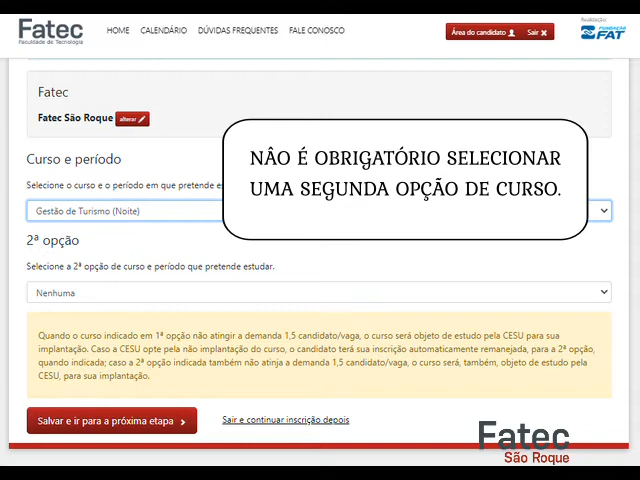 Fatec
Faculdade de Tecnologia
HOME CALENDÁRIO DÚVIDAS FREQUENTES FALE CONOSCO
Área do candidato Sair
Realização:
FUNDAÇÃO
FAT
Fatec
Fatec São Roque alterar
Curso e período
Selecione o curso e o período em que pretende es
Gestão de Turismo (Noite)
NÂO É OBRIGATÓRIO SELECIONAR
UMA SEGUNDA OPÇÃO DE CURSO.
2ª opção
Selecione a 2ª opção de curso e período que pretende estudar.
Nenhuma
Quando o curso indicado em 1ª opção não atingir a demanda 1,5 candidato/vaga, o curso será objeto de estudo pela CESU para sua
implantação. Caso a CESU opte pela não implantação do curso, o candidato terá sua inscrição automaticamente remanejada, para a 2ª opção,
quando indicada; caso a 2ª opção indicada também não atinja a demanda 1,5 candidato/vaga, o curso será, também, objeto de estudo pela
CESU, para sua implantação.
Salvar e ir para a próxima etapa
Sair e continuar inscrição depois
Fatec
São Roque